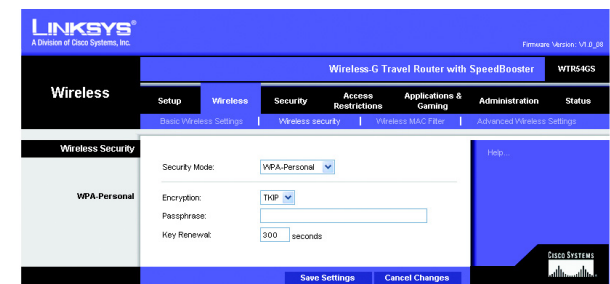 LINKSYS®
A Division of Cisco Systems, Inc.
Firmware Version: V1.0_08
Wireless-G Travel Router with SpeedBooster WTR54GS
Wireless
Setup Wireless Security Access Restrictions Applications & Gaming Administration Status
Basic Wireless Settings | Wireless security | Wireless MAC Filter | Advanced Wireless Settings
Wireless Security
Help...
Security Mode: WPA-Personal
WPA-Personal
Encryption: TKIP
Passphrase:
Key Renewal: 300 seconds
CISCO SYSTEMS
Save Settings Cancel Changes